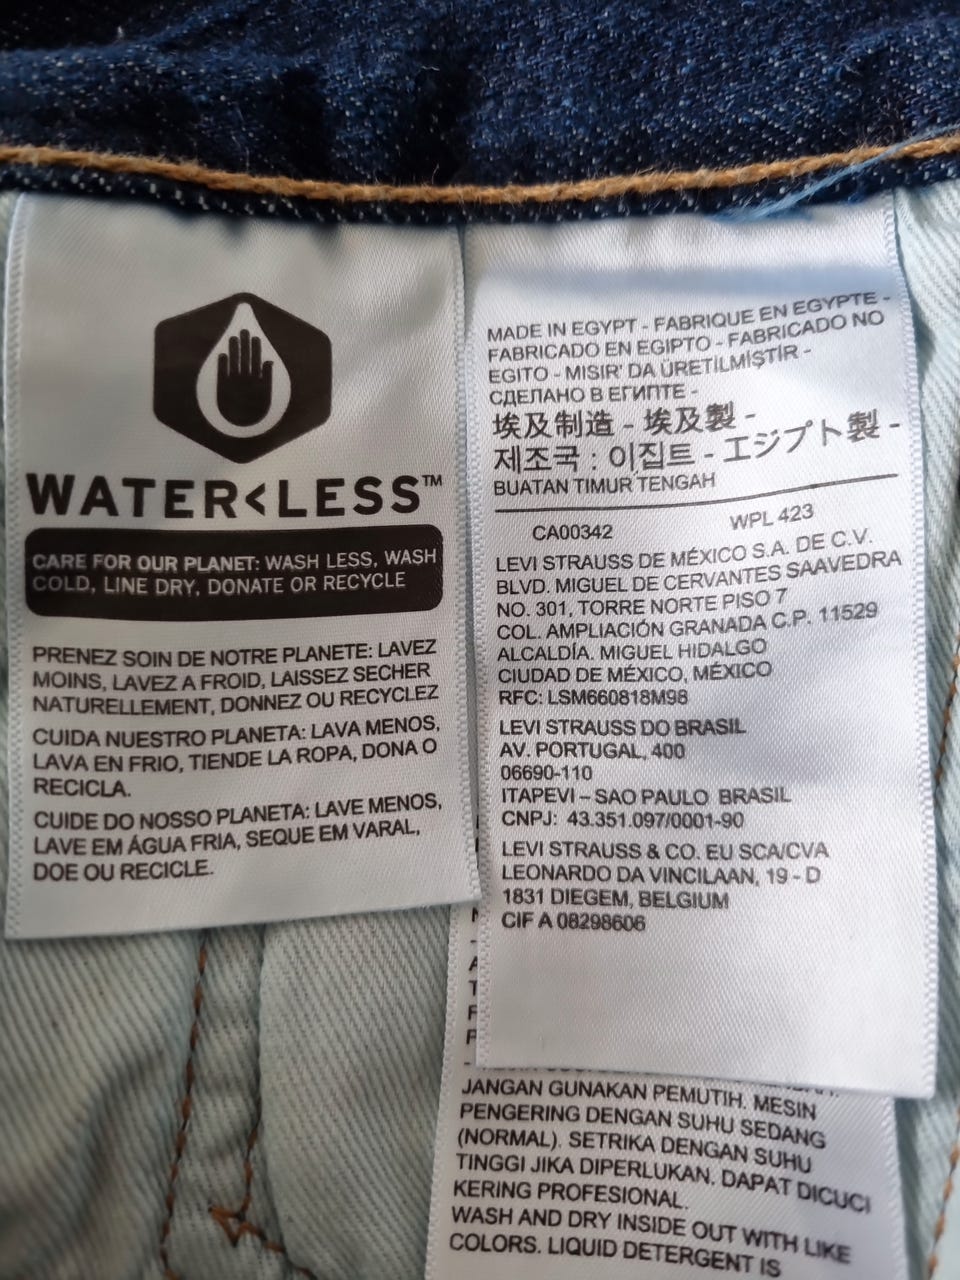 WATER<LESS™
CARE FOR OUR PLANET: WASH LESS, WASH
COLD, LINE DRY, DONATE OR RECYCLE
PRENEZ SOIN DE NOTRE PLANETE: LAVEZ
MOINS, LAVEZ A FROID, LAISSEZ SECHER
NATURELLEMENT, DONNEZ OU RECYCLEZ
CUIDA NUESTRO PLANETA: LAVA MENOS,
LAVA EN FRIO, TIENDE LA ROPA, DONA O
RECICLA.
CUIDE DO NOSSO PLANETA: LAVE MENOS,
LAVE EM ÁGUA FRIA, SEQUE EM VARAL,
DOE OU RECICLE.
MADE IN EGYPT - FABRIQUE EN EGYPTE -
FABRICADO EN EGIPTO - FABRICADO NO
EGITO - MISIR' DA ÜRETİLMİŞTİR -
СДЕЛАНО В ЕГИПТЕ -
埃及制造 - 埃及製 -
제조국 : 이집트 - エジプト製 -
BUATAN TIMUR TENGAH
CA00342 WPL 423
LEVI STRAUSS DE MÉXICO S.A. DE C.V.
BLVD. MIGUEL DE CERVANTES SAAVEDRA
NO. 301, TORRE NORTE PISO 7
COL. AMPLIACIÓN GRANADA C.P. 11529
ALCALDÍA. MIGUEL HIDALGO
CIUDAD DE MÉXICO, MÉXICO
RFC: LSM660818M98
LEVI STRAUSS DO BRASIL
AV. PORTUGAL, 400
06690-110
ITAPEVI – SAO PAULO BRASIL
CNPJ: 43.351.097/0001-90
LEVI STRAUSS & CO. EU SCA/CVA
LEONARDO DA VINCILAAN, 19 - D
1831 DIEGEM, BELGIUM
CIF A 08298606
JANGAN GUNAKAN PEMUTIH. MESIN
PENGERING DENGAN SUHU SEDANG
(NORMAL). SETRIKA DENGAN SUHU
TINGGI JIKA DIPERLUKAN. DAPAT DICUCI
KERING PROFESIONAL.
WASH AND DRY INSIDE OUT WITH LIKE
COLORS. LIQUID DETERGENT IS